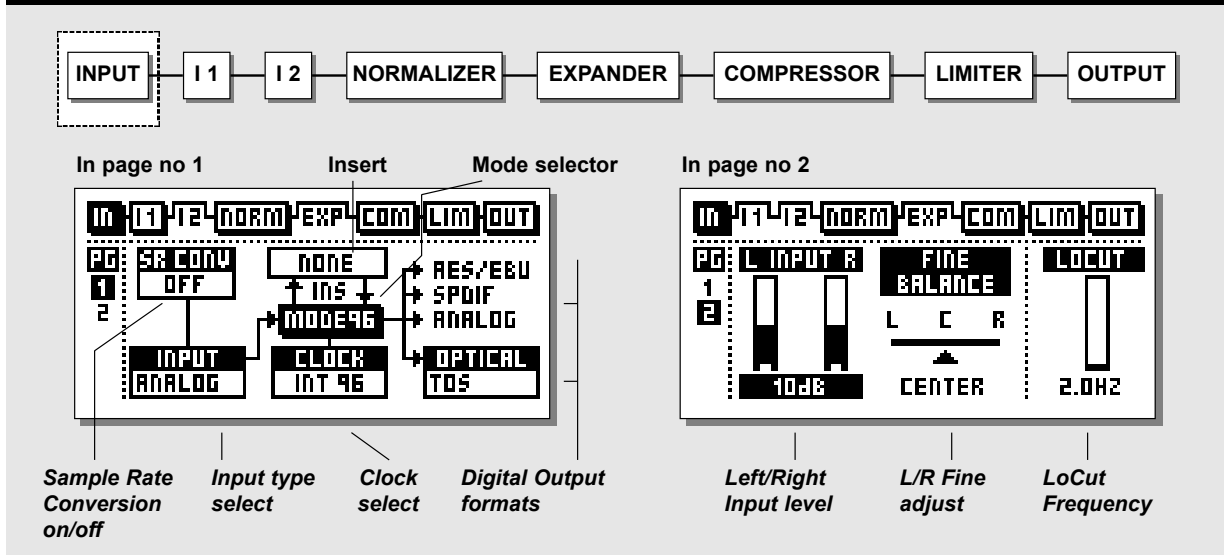 INPUT I 1 I 2 NORMALIZER EXPANDER COMPRESSOR LIMITER OUTPUT
In page no 1
Insert
Mode selector
IN I1 I2 NORM EXP COM LIM OUT
PG
1
2
SR CONV
OFF
NONE
INS
MODE96
AES/EBU
SPDIF
ANALOG
INPUT
ANALOG
CLOCK
INT 96
OPTICAL
TOS
Sample Rate
Conversion
on/off
Input type
select
Clock
select
Digital Output
formats
In page no 2
IN I1 I2 NORM EXP COM LIM OUT
PG
1
2
L INPUT R
10dB
FINE
BALANCE
L C R
CENTER
LOCUT
2.0HZ
Left/Right
Input level
L/R Fine
adjust
LoCut
Frequency